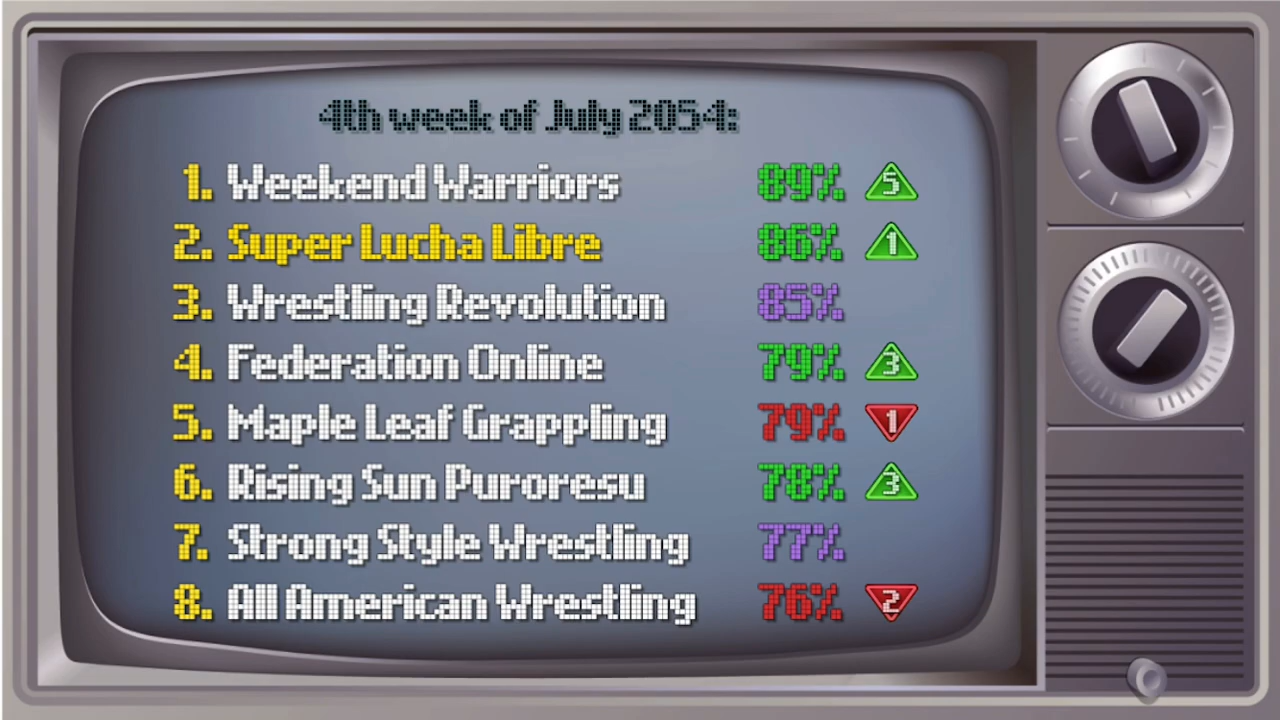 4th week of July 2054:
1. Weekend Warriors 89% 5
2. Super Lucha Libre 86% 1
3. Wrestling Revolution 85%
4. Federation Online 79% 3
5. Maple Leaf Grappling 79% 1
6. Rising Sun Puroresu 78% 3
7. Strong Style Wrestling 77%
8. All American Wrestling 76% 2